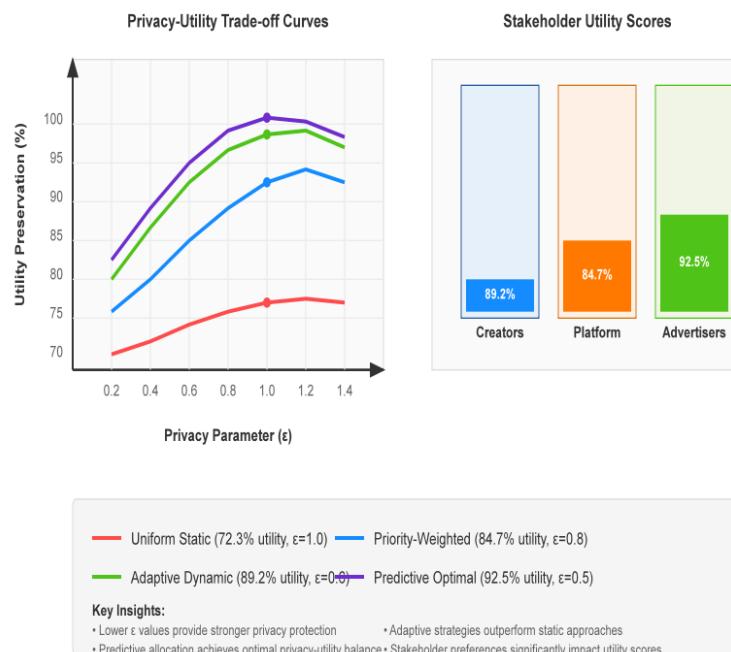 Privacy-Utility Trade-off Curves
Stakeholder Utility Scores
Utility Preservation (%)
100
95
90
85
80
75
70
0.2 0.4 0.6 0.8 1.0 1.2 1.4
Privacy Parameter (ε)
89.2%
84.7%
92.5%
Creators
Platform
Advertisers
Uniform Static (72.3% utility, ε=1.0)
Priority-Weighted (84.7% utility, ε=0.8)
Adaptive Dynamic (89.2% utility,
Predictive Optimal (92.5% utility, ε=0.5)
Key Insights:
• Lower ε values provide stronger privacy protection
• Adaptive strategies outperform static approaches
• Predictive allocation achieves optimal privacy-utility balance
• Stakeholder preferences significantly impact utility scores